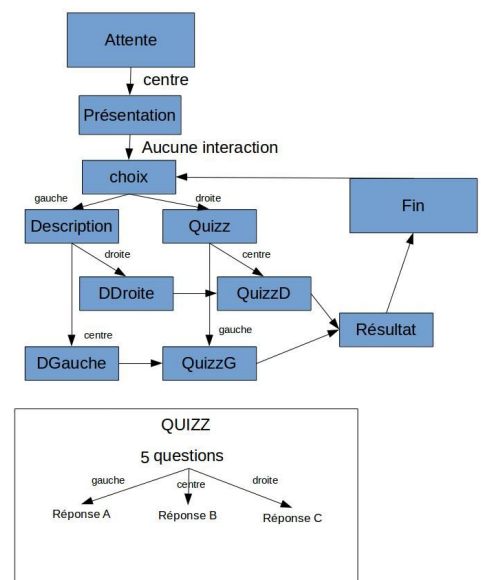 Attente
centre
Présentation
Aucune interaction
choix
gauche
droite
Fin
Description
Quizz
droite
centre
DDroite
QuizzD
gauche
Résultat
centre
DGauche
QuizzG
QUIZZ
5 questions
gauche
centre
droite
Réponse A
Réponse B
Réponse C